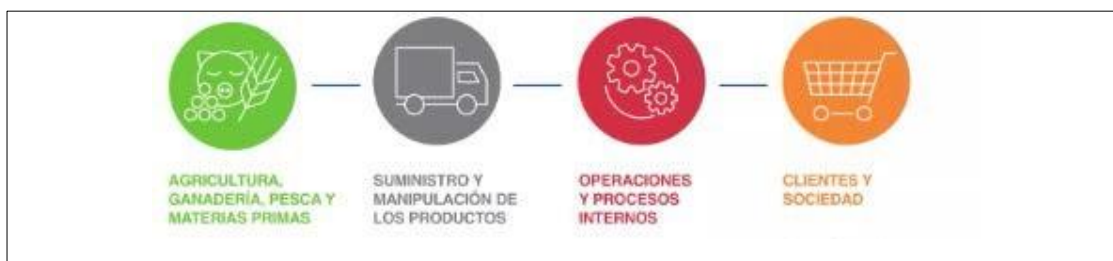 AGRICULTURA,
GANADERÍA, PESCA Y
MATERIAS PRIMAS
SUMINISTRO Y
MANIPULACIÓN DE
LOS PRODUCTOS
OPERACIONES
Y PROCESOS
INTERNOS
CLIENTES Y
SOCIEDAD